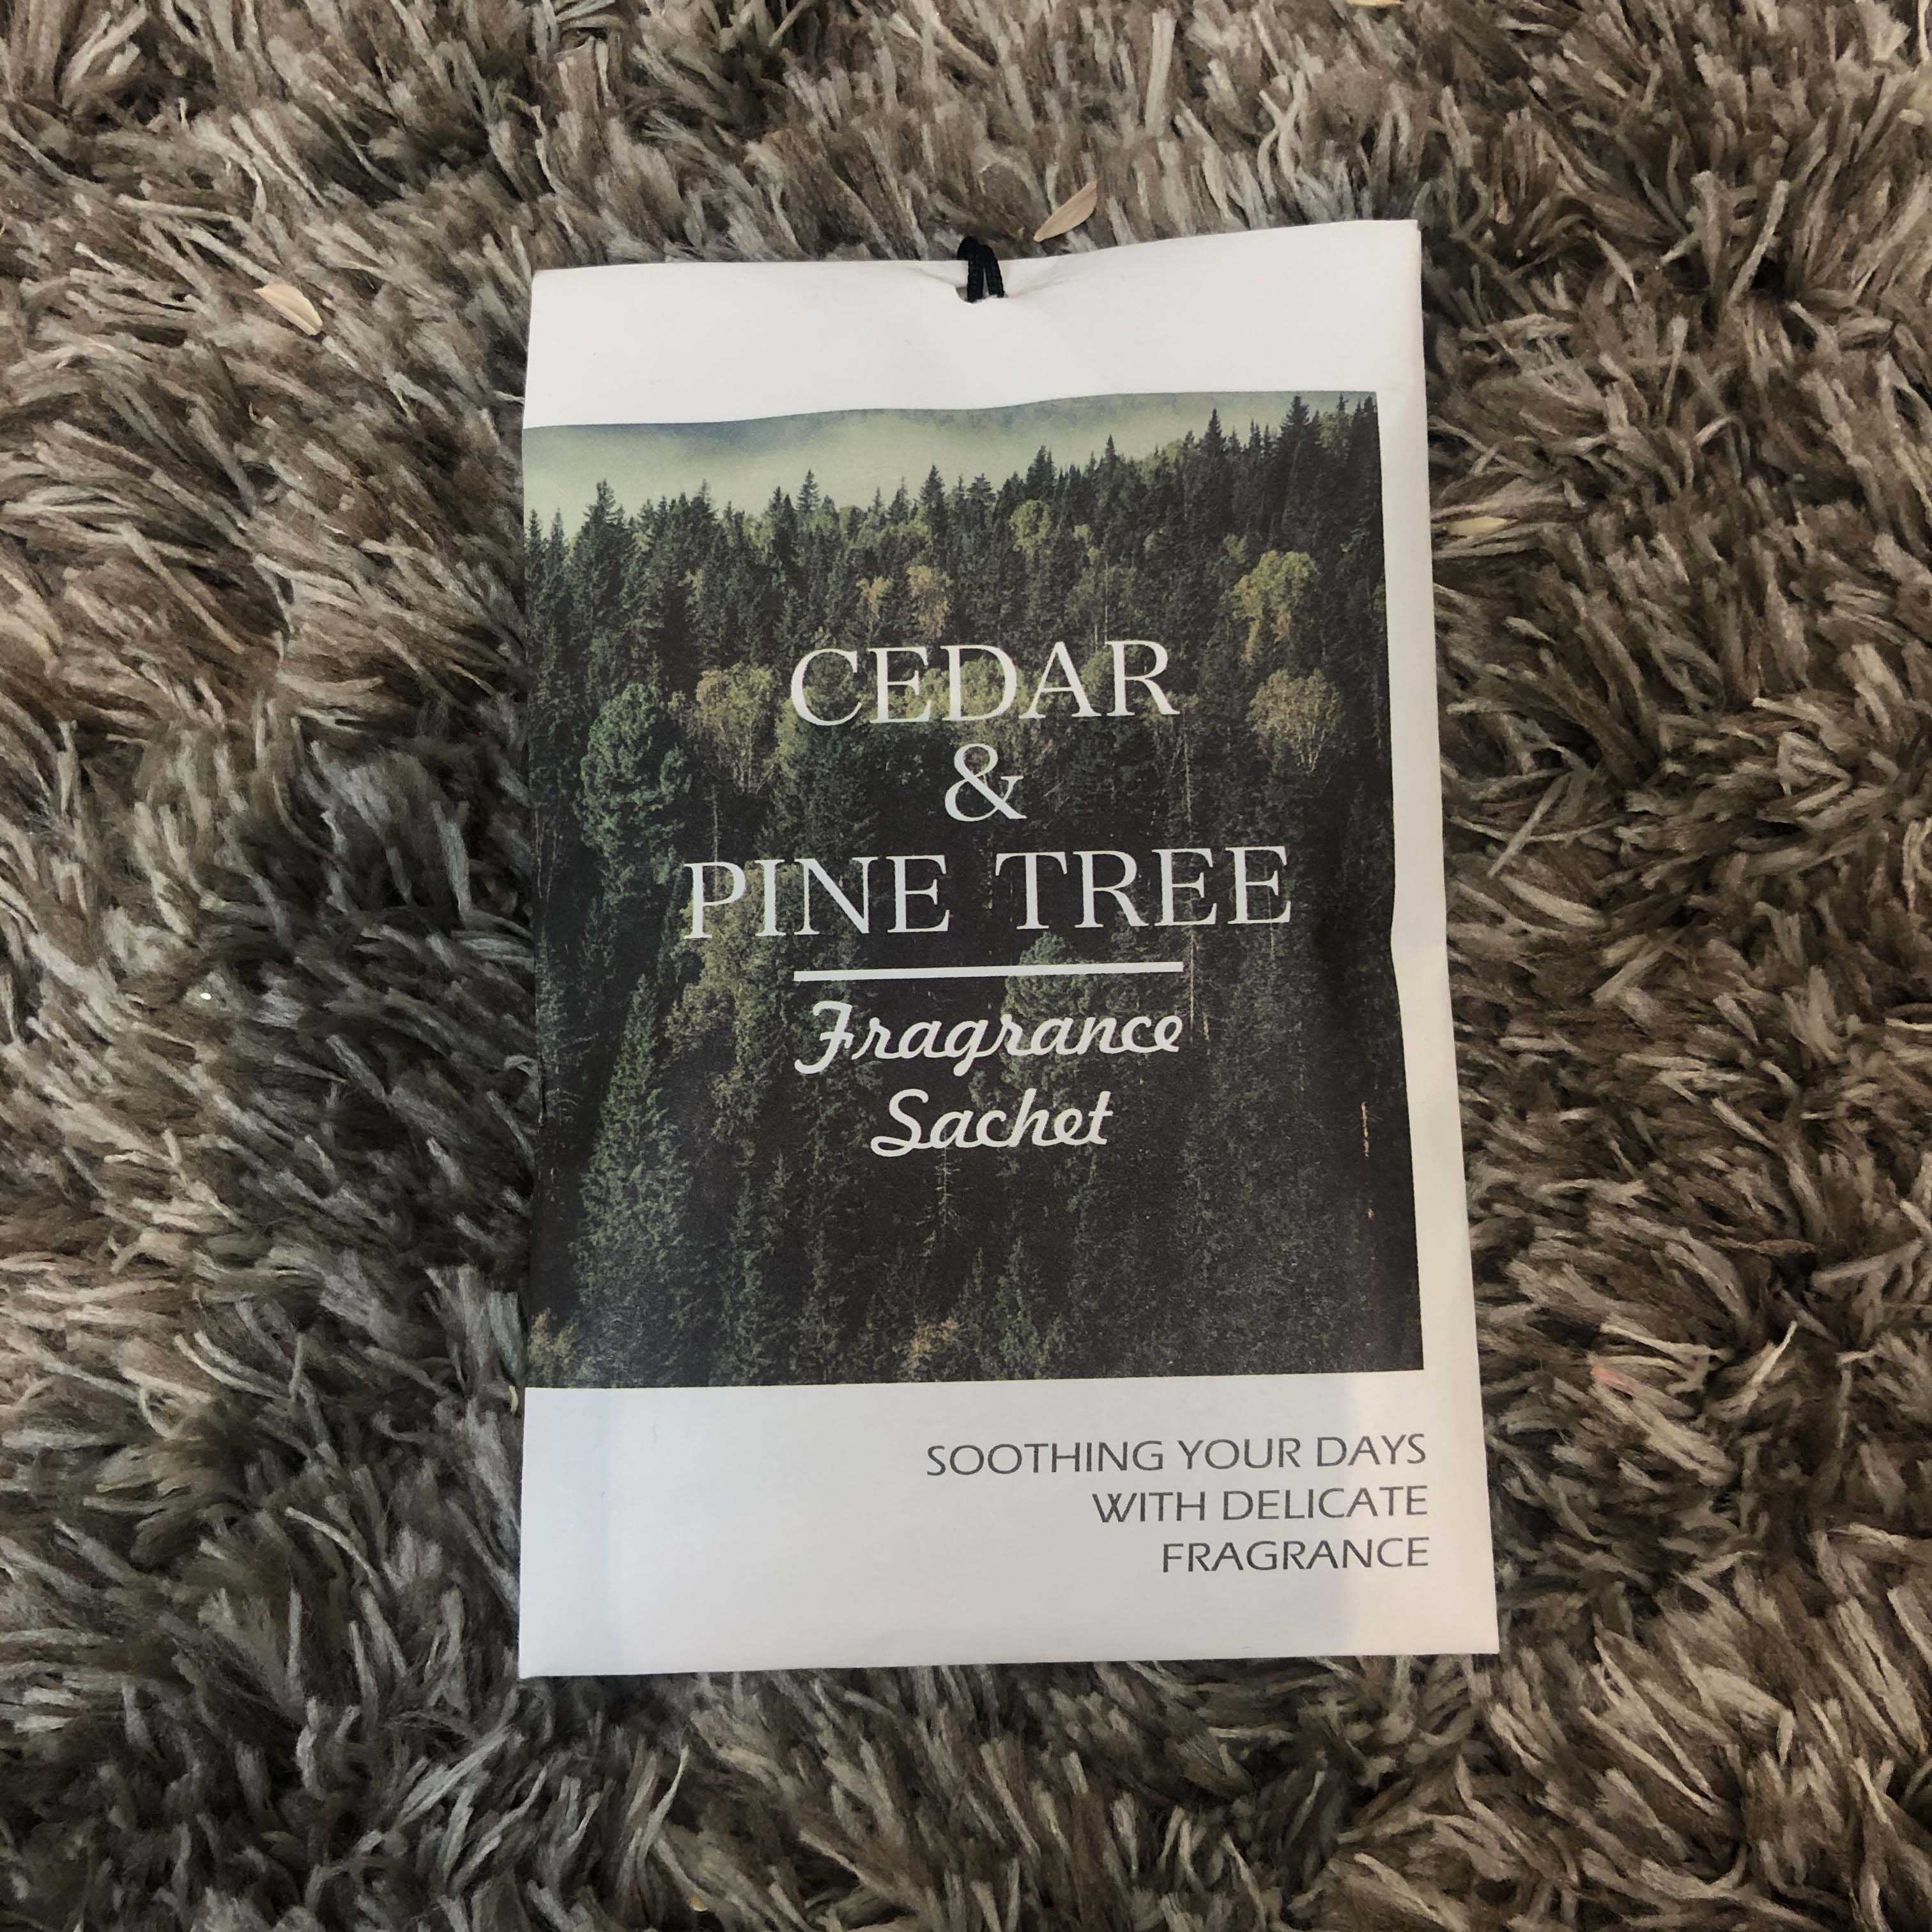 CEDAR
&
PINE TREE
Fragrance
Sachet
SOOTHING YOUR DAYS
WITH DELICATE
FRAGRANCE